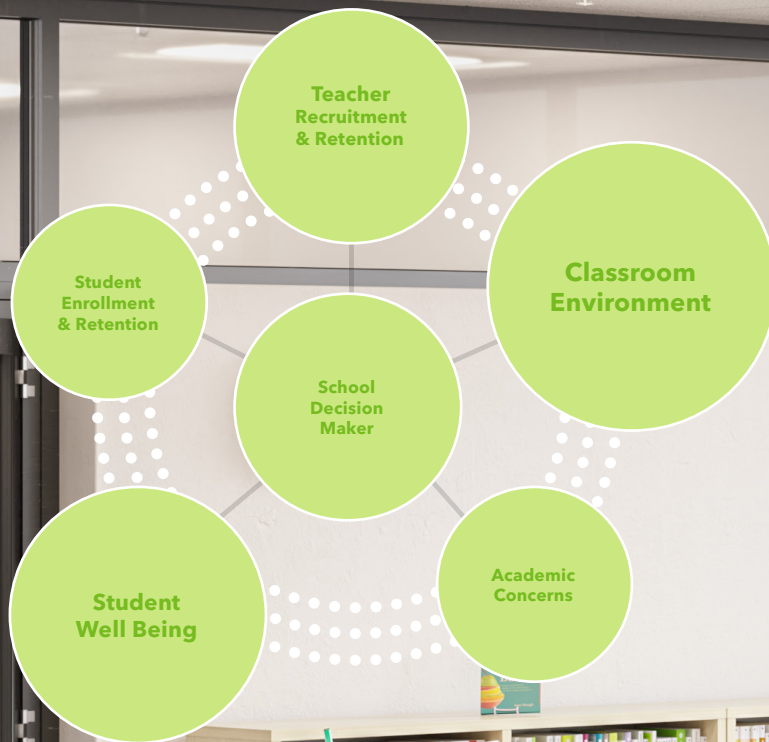 Teacher
Recruitment
& Retention
Classroom
Environment
Student
Enrollment
& Retention
School
Decision
Maker
Academic
Concerns
Student
Well Being